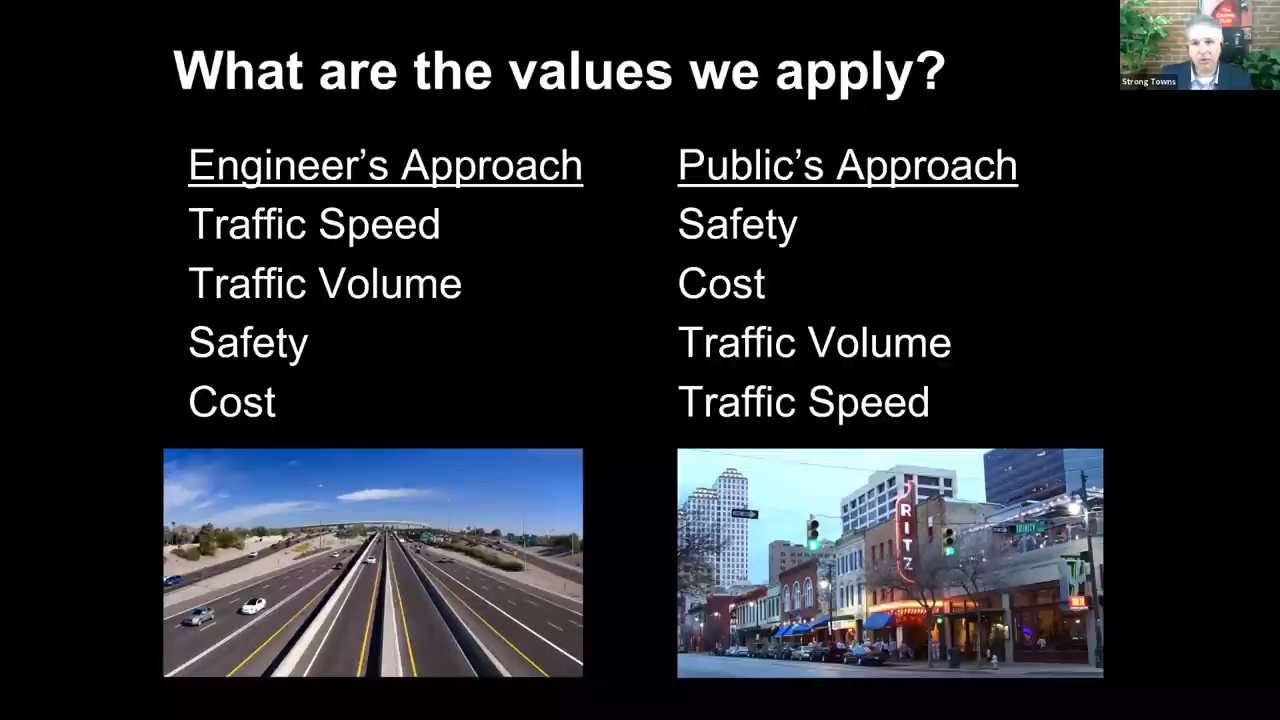 What are the values we apply?
Strong Towns
Engineer's Approach
Traffic Speed
Traffic Volume
Safety
Cost
Public's Approach
Safety
Cost
Traffic Volume
Traffic Speed
RITZ
TRINITY